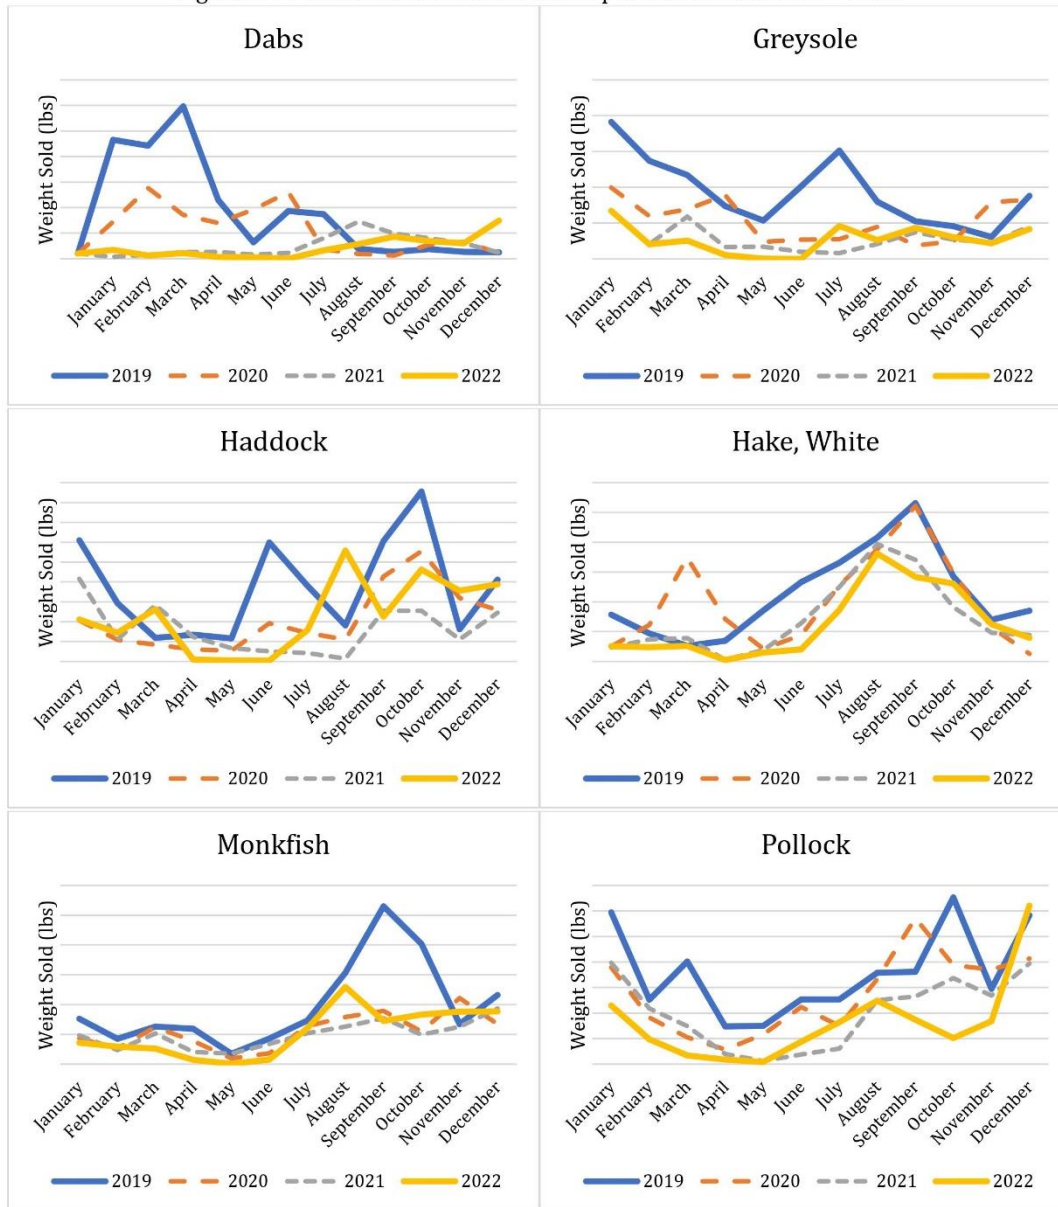 Dabs
Weight Sold (lbs)
January February March April May June July August September October November December
2019 2020 2021 2022
Greysole
Weight Sold (lbs)
January February March April May June July August September October November December
2019 2020 2021 2022
Haddock
Weight Sold (lbs)
January February March April May June July August September October November December
2019 2020 2021 2022
Hake, White
Weight Sold (lbs)
January February March April May June July August September October November December
2019 2020 2021 2022
Monkfish
Weight Sold (lbs)
January February March April May June July August September October November December
2019 2020 2021 2022
Pollock
Weight Sold (lbs)
January February March April May June July August September October November December
2019 2020 2021 2022